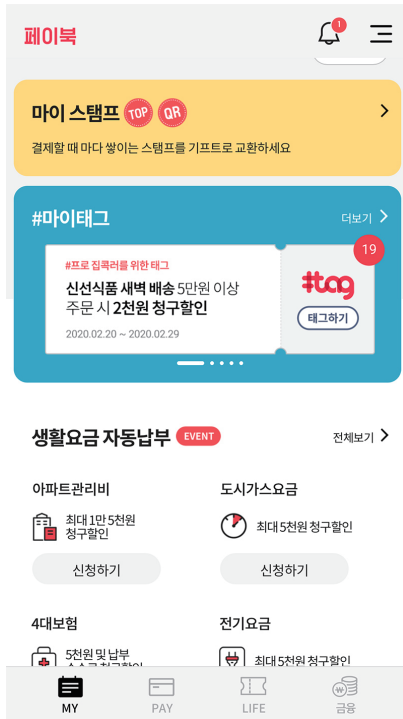 페이북
1
마이 스탬프 TOP QR
결제할 때 마다 쌓이는 스탬프를 기프트로 교환하세요
#마이태그
더보기
19
#프로 집콕러를 위한 태그
신선식품 새벽 배송 5만원 이상
주문 시 2천원 청구할인
2020.02.20 ~ 2020.02.29
#tag
태그하기
생활요금 자동납부 EVENT
전체보기
아파트관리비
최대 1만 5천원
청구할인
신청하기
도시가스요금
최대 5천원 청구할인
신청하기
4대보험
5천원 및 납부
전기요금
최대 5천원 청구할인
MY
PAY
LIFE
금융